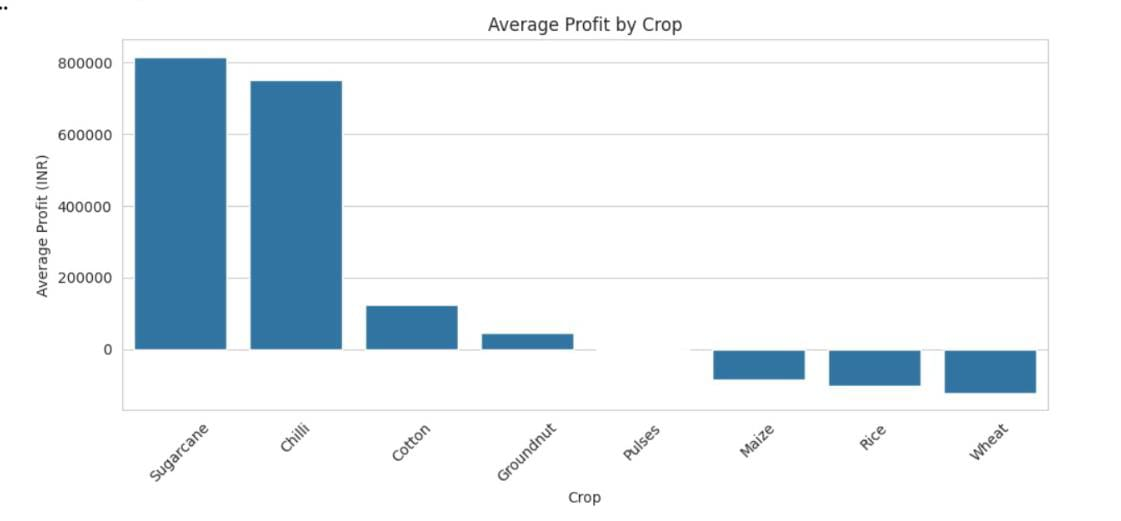 ..
Average Profit by Crop
800000
600000
400000
200000
0
Average Profit (INR)
Sugarcane
Chilli
Cotton
Groundnut
Pulses
Maize
Rice
Wheat
Crop